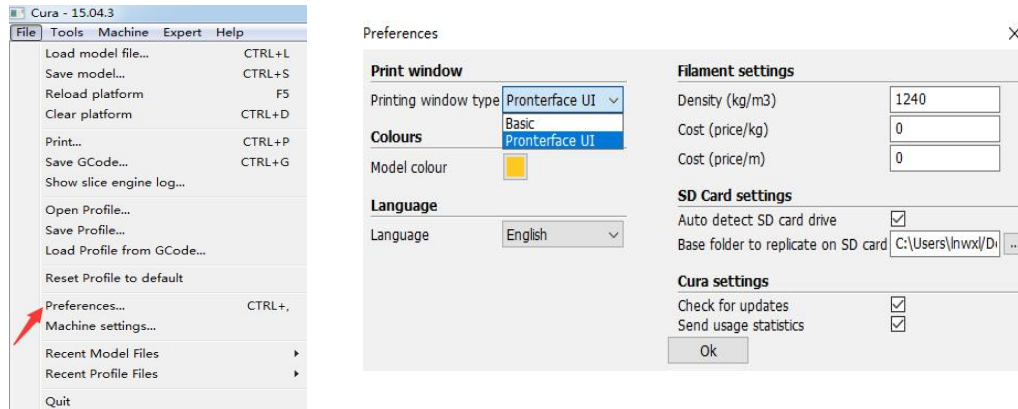 Cura - 15.04.3
File Tools Machine Expert Help
Load model file... CTRL+L
Save model... CTRL+S
Reload platform F5
Clear platform CTRL+D
Print... CTRL+P
Save GCode... CTRL+G
Show slice engine log...
Open Profile...
Save Profile...
Load Profile from GCode...
Reset Profile to default
Preferences... CTRL+,
Machine settings...
Recent Model Files
Recent Profile Files
Quit
Preferences
Print window
Printing window type Pronterface UI
Basic
Pronterface UI
Colours
Model colour
Language
Language English
Filament settings
Density (kg/m3) 1240
Cost (price/kg) 0
Cost (price/m) 0
SD Card settings
Auto detect SD card drive
Base folder to replicate on SD card ...
Cura settings
Check for updates
Send usage statistics
Ok